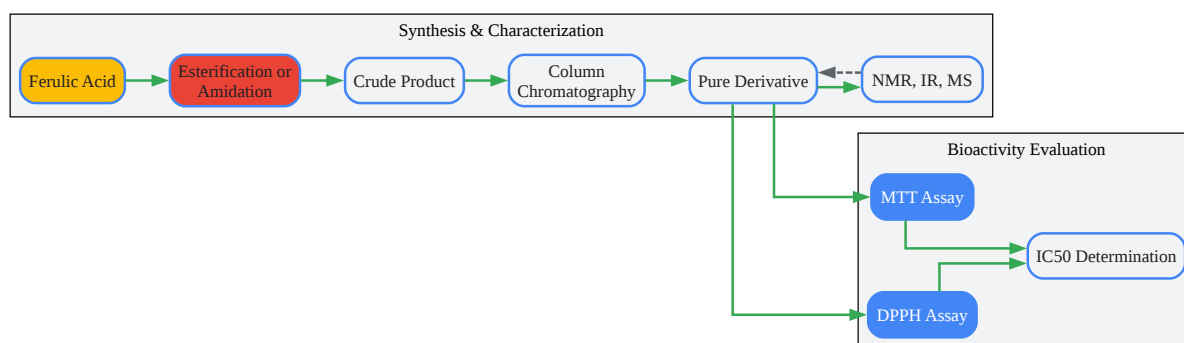 Synthesis & Characterization
Ferulic Acid
Esterification or
Amidation
Crude Product
Column
Chromatography
Pure Derivative
NMR, IR, MS
Bioactivity Evaluation
MTT Assay
IC50 Determination
DPPH Assay